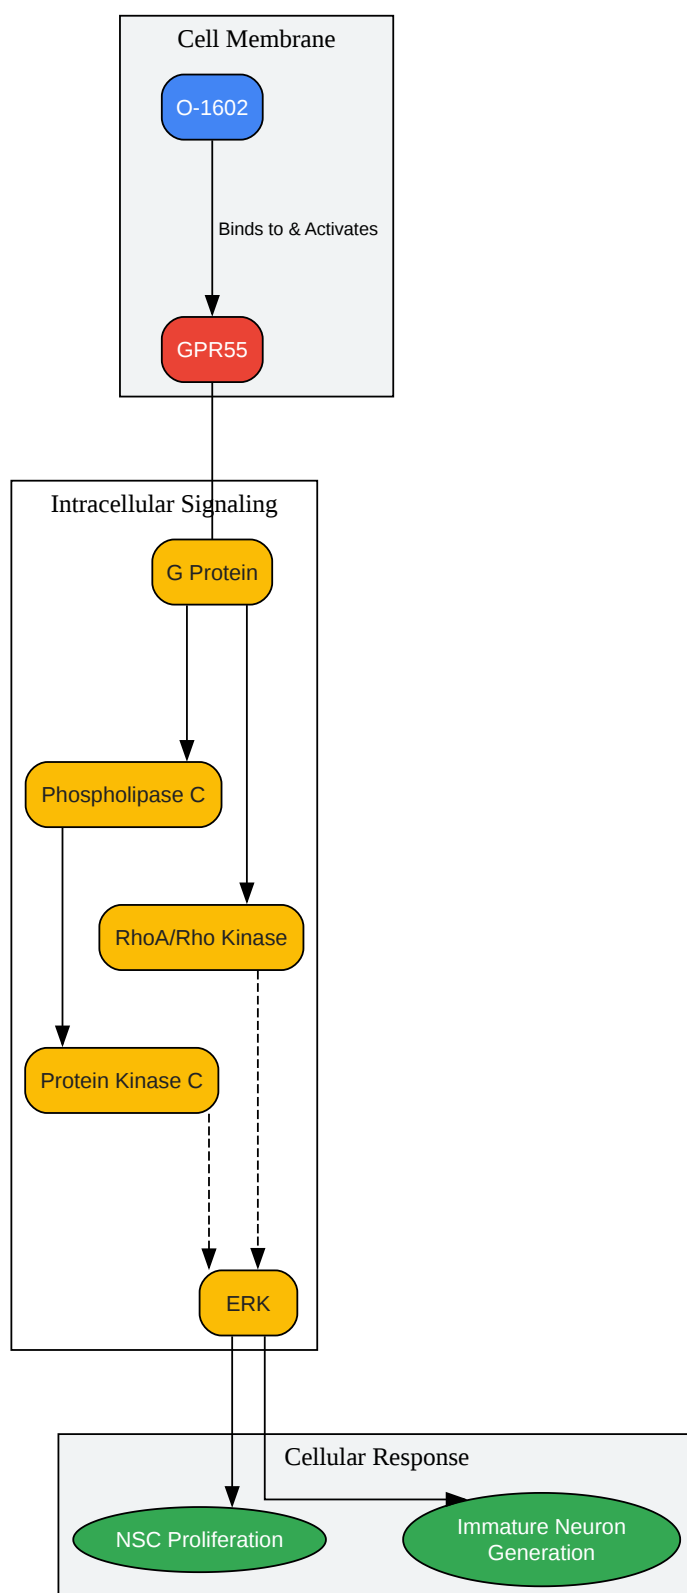 Cell Membrane
O-1602
Binds to & Activates
GPR55
Intracellular Signaling
G Protein
Phospholipase C
RhoA/Rho Kinase
Protein Kinase C
ERK
Cellular Response
NSC Proliferation
Immature Neuron
Generation